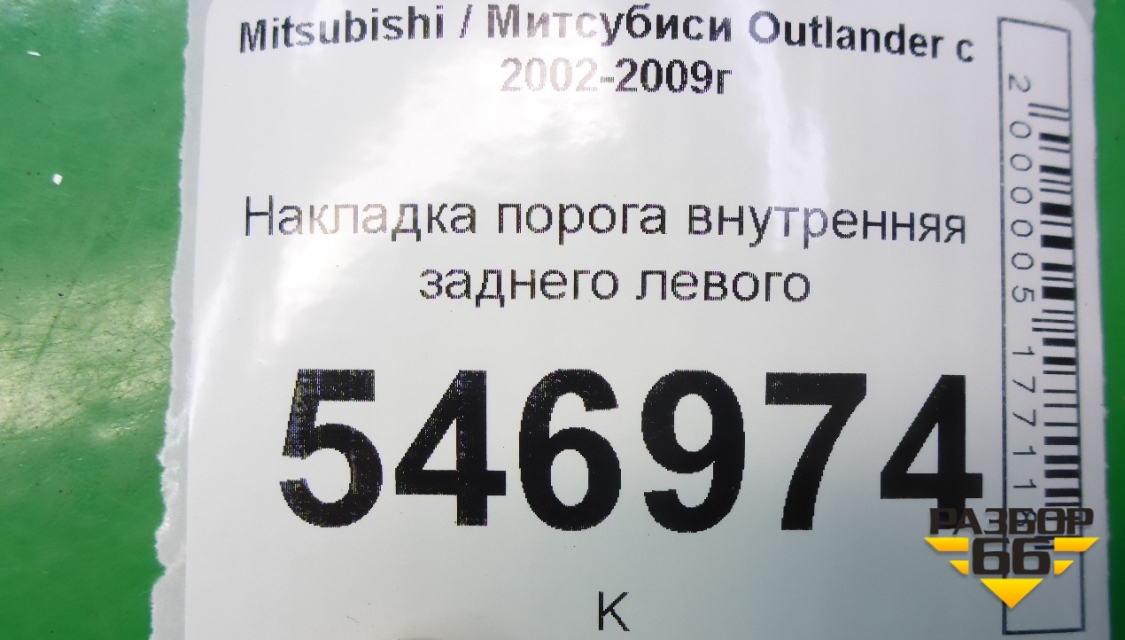 Mitsubishi / Митсубиси Outlander с
2002-2009г
Накладка порога внутренняя
заднего левого
546974
К
РАЗБОР
66